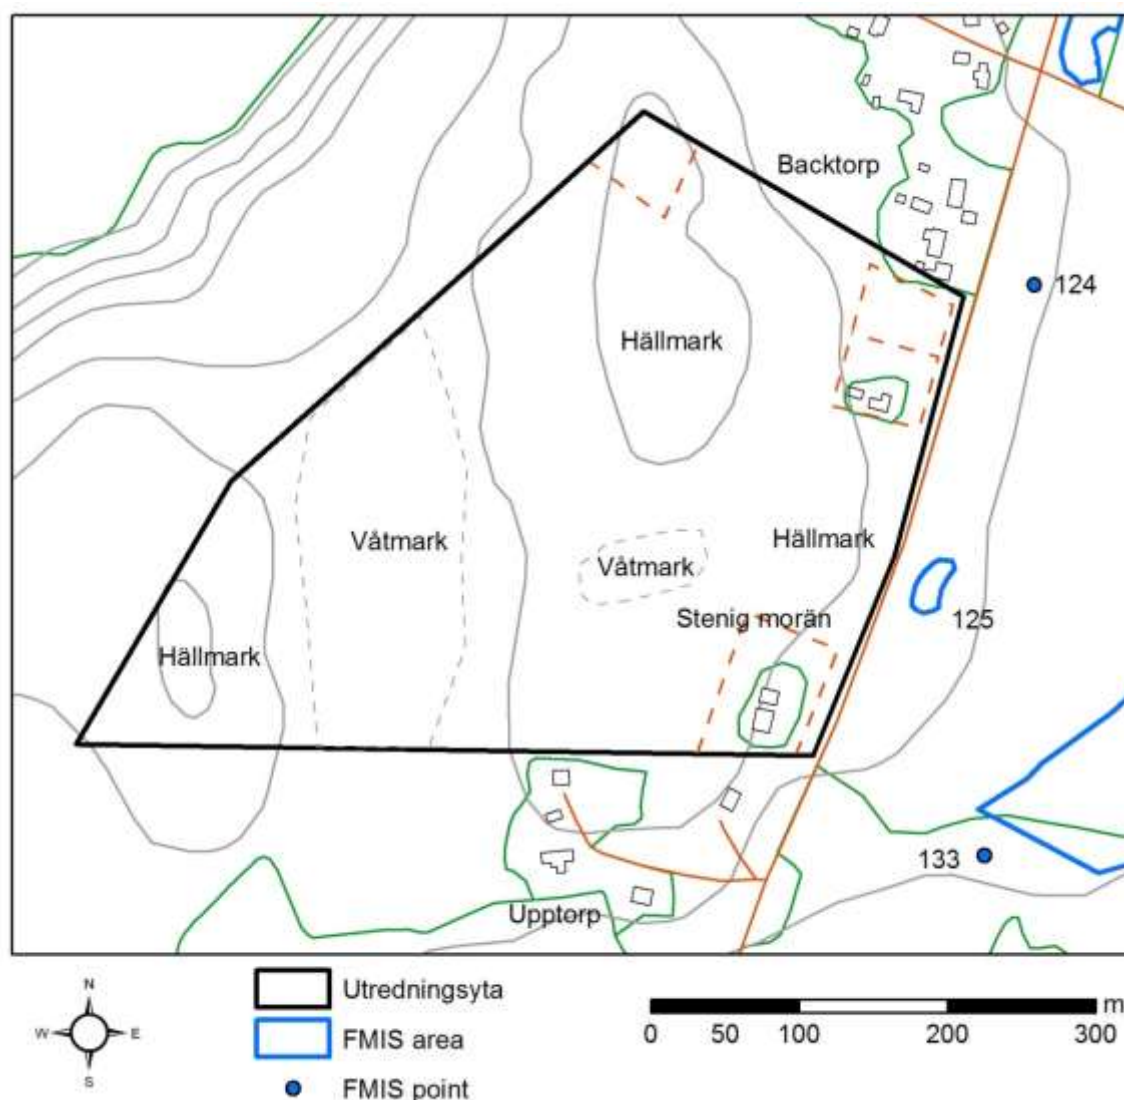 Backtorp
124
Hällmark
Våtmark
Hällmark
Våtmark
125
Stenig morän
Hällmark
133
Upptorp
N
W E
S
Utredningsyta
FMIS area
FMIS point
m
0 50 100 200 300